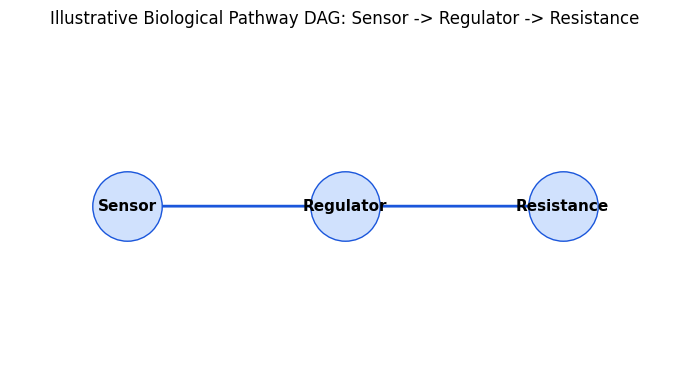 Illustrative Biological Pathway DAG: Sensor -> Regulator -> Resistance
Sensor Regulator Resistance